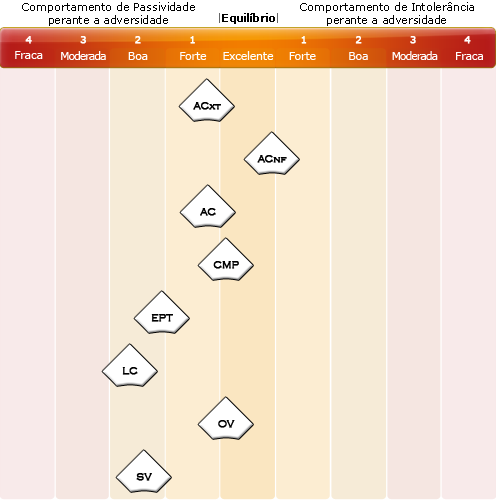 Comportamento de Passividade
perante a adversidade
|Equilíbrio|
Comportamento de Intolerância
perante a adversidade
4 3 2 1 1 2 3 4
Fraca Moderada Boa Forte Excelente Forte Boa Moderada Fraca
ACXT
ACNF
AC
CMP
EPT
LC
OV
SV